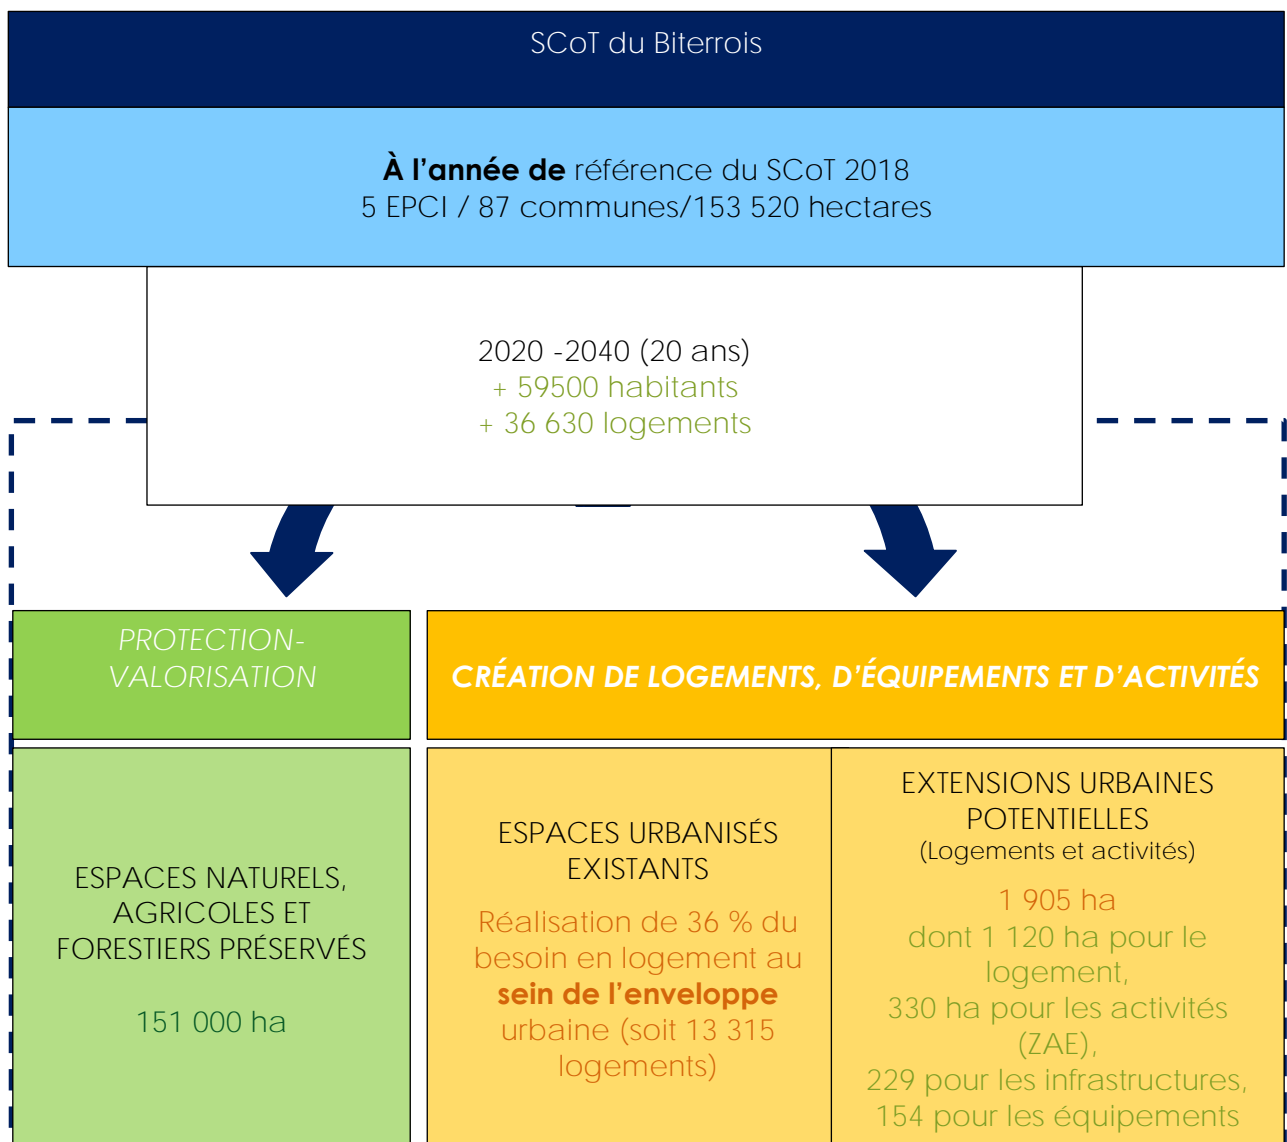 SCoT du Biterrois
À l'année de référence du SCoT 2018
5 EPCI / 87 communes/153 520 hectares
2020 -2040 (20 ans)
+ 59500 habitants
+ 36 630 logements
PROTECTION-
VALORISATION
CRÉATION DE LOGEMENTS, D'ÉQUIPEMENTS ET D'ACTIVITÉS
ESPACES NATURELS,
AGRICOLES ET
FORESTIERS PRÉSERVÉS
151 000 ha
ESPACES URBANISÉS
EXISTANTS
Réalisation de 36 % du
besoin en logement au
sein de l'enveloppe
urbaine (soit 13 315
logements)
EXTENSIONS URBAINES
POTENTIELLES
(Logements et activités)
1 905 ha
dont 1 120 ha pour le
logement,
330 ha pour les activités
(ZAE),
229 pour les infrastructures,
154 pour les équipements